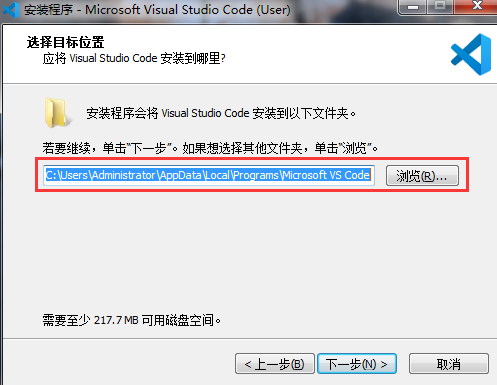 安装程序 - Microsoft Visual Studio Code (User)
选择目标位置
应将 Visual Studio Code 安装到哪里?
安装程序会将 Visual Studio Code 安装到以下文件夹。
若要继续，单击“下一步”。如果想选择其他文件夹，单击“浏览”。
C:\Users\Administrator\AppData\Local\Programs\Microsoft VS Code
浏览(R)...
需要至少 217.7 MB 可用磁盘空间。
< 上一步(B)
下一步(N) >
取消